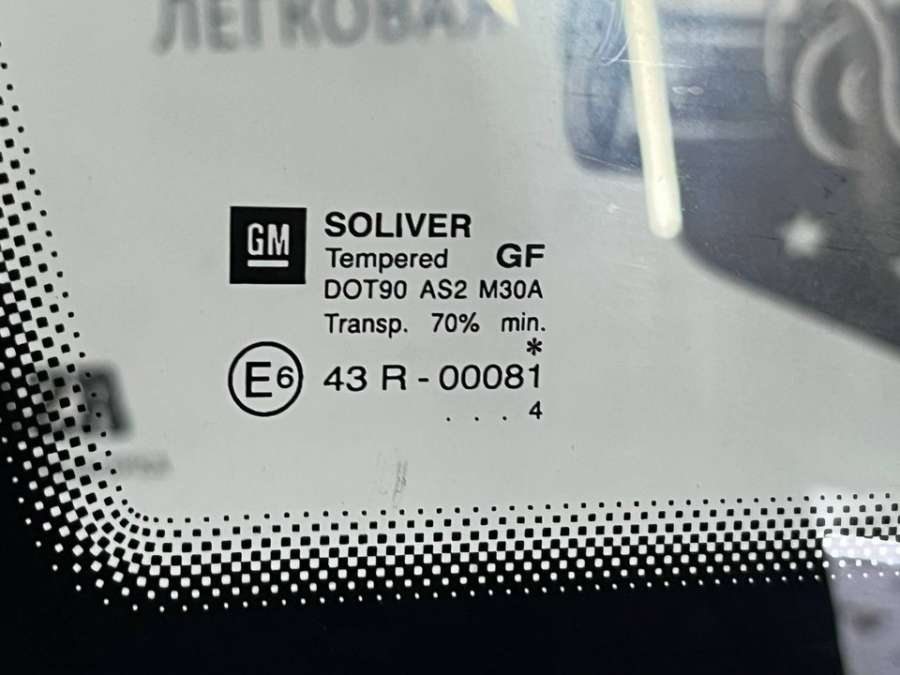 ЛЕГКОВАЯ
GM SOLIVER
Tempered GF
DOT90 AS2 M30A
Transp. 70% min.
*
E6 43 R - 00081
. . . 4